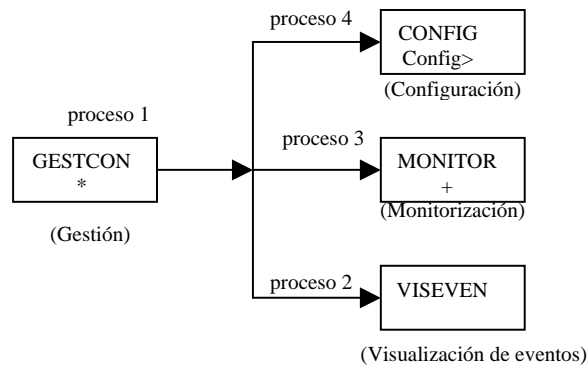 proceso 4
CONFIG
Config>
(Configuración)
proceso 1
GESTCON
*
(Gestión)
proceso 3
MONITOR
+
(Monitorización)
proceso 2
VISEVEN
(Visualización de eventos)